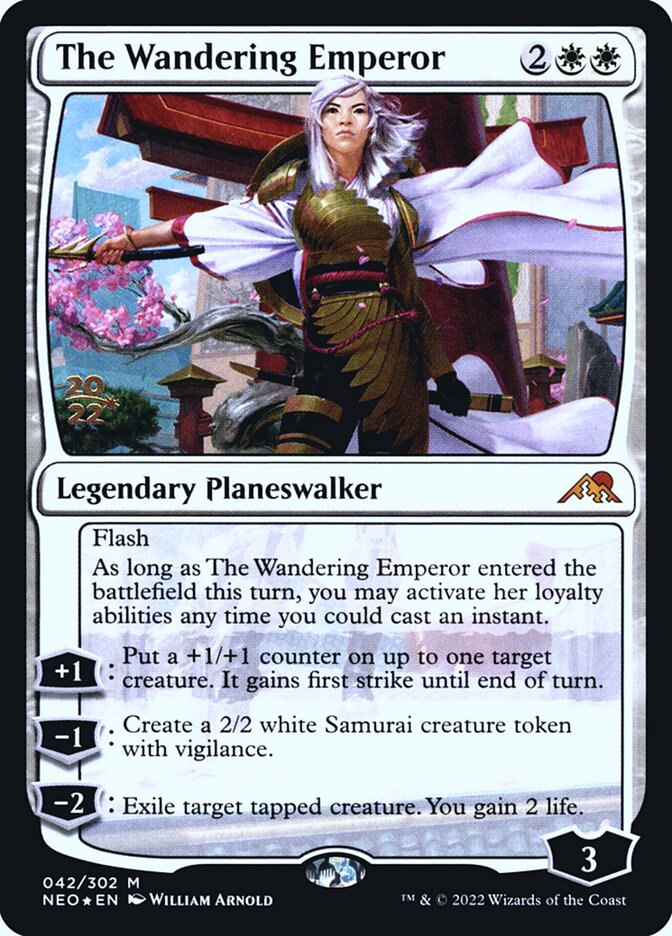 The Wandering Emperor 2
20
22
Legendary Planeswalker
Flash
As long as The Wandering Emperor entered the
battlefield this turn, you may activate her loyalty
abilities any time you could cast an instant.
+1 : Put a +1/+1 counter on up to one target
creature. It gains first strike until end of turn.
-1 : Create a 2/2 white Samurai creature token
with vigilance.
-2 : Exile target tapped creature. You gain 2 life.
3
042/302 M
NEO★EN William Arnold
™ & © 2022 Wizards of the Coast